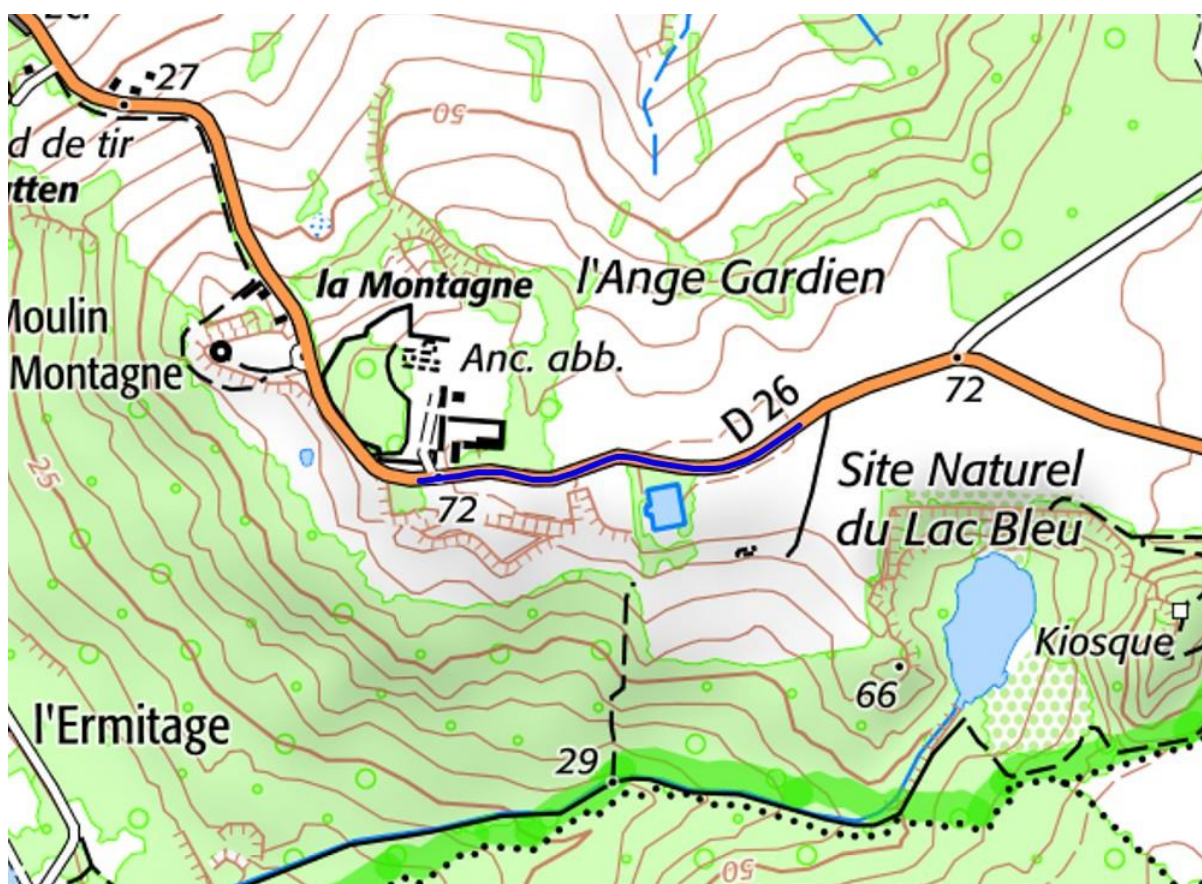 27
d de tir
tten
50
la Montagne
l'Ange Gardien
Moulin
Montagne
Anc. abb.
D 26
72
25
72
Site Naturel
du Lac Bleu
Kiosque
66
l'Ermitage
29
50